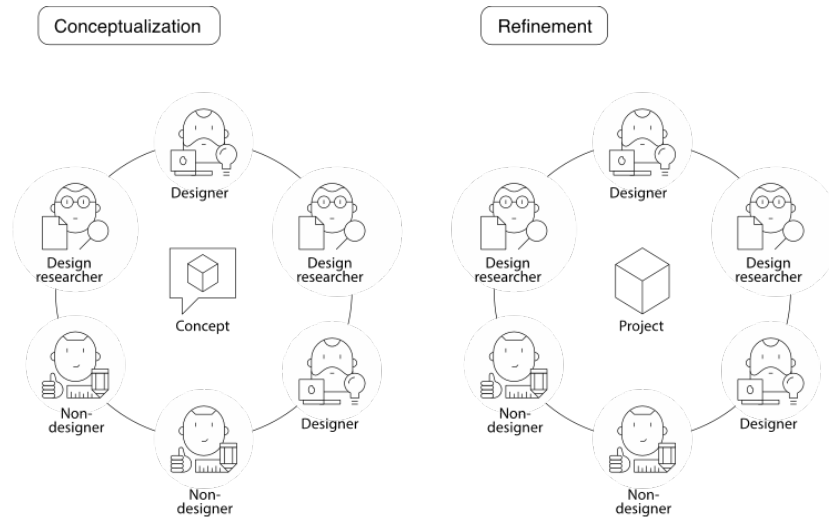 Conceptualization
Designer
Design
researcher
Design
researcher
Concept
Non-
designer
Designer
Non-
designer
Refinement
Designer
Design
researcher
Design
researcher
Project
Non-
designer
Designer
Non-
designer